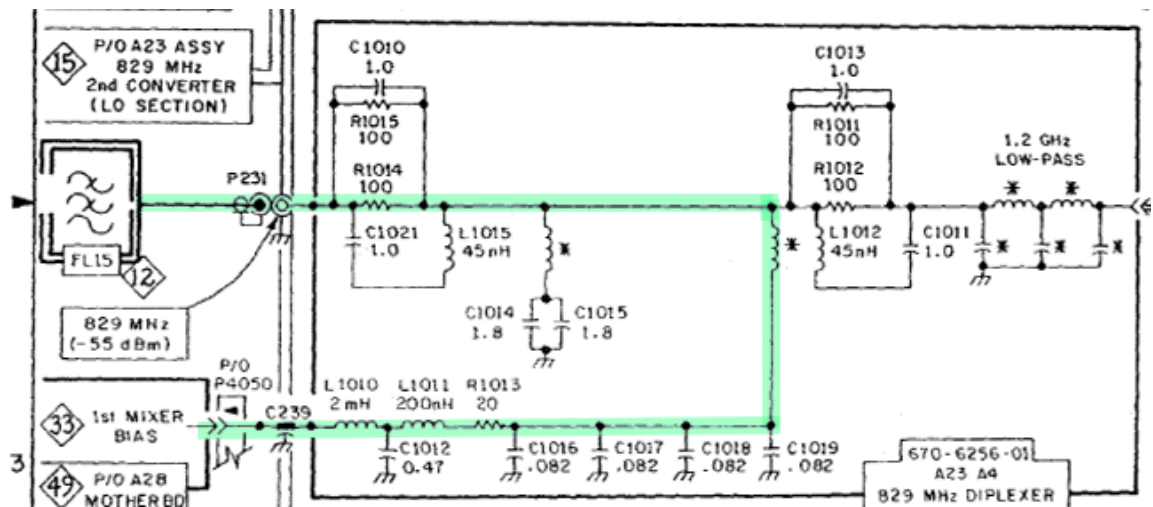 15
P/O A23 ASSY
829 MHz
2nd CONVERTER
(LO SECTION)
C1010
1.0
R1015
100
R1014
100
C1013
1.0
R1011
100
R1012
100
1.2 GHz
LOW-PASS
*
*
P231
C1021
1.0
L1015
45nH
*
*
L1012
45nH
C1011
1.0
*
*
*
FL15
12
829 MHz
(-55 dBm)
C1014
1.8
C1015
1.8
P/O
P4050
33
1st MIXER
BIAS
C239
L1010
2mH
L1011
200nH
R1013
20
C1012
0.47
C1016
.082
C1017
.082
C1018
.082
C1019
.082
3
49
P/O A28
MOTHER BD
670-6256-01
A23 A4
829 MHz DIPLEXER